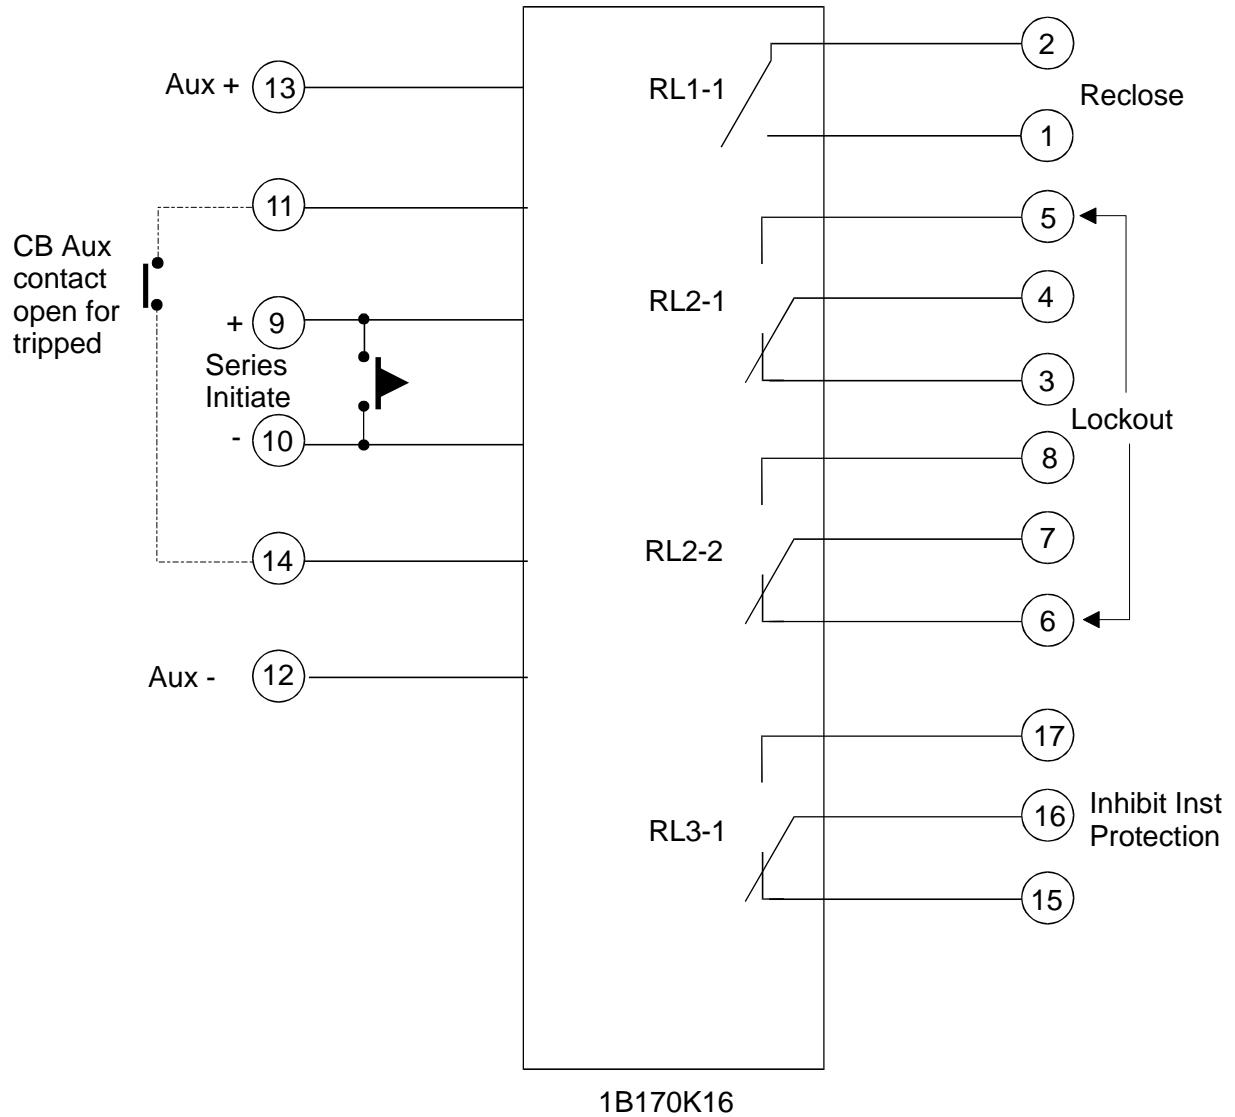 2
Aux +
13
RL1-1
Reclose
1
11
5
CB Aux
contact
open for
tripped
4
RL2-1
+
9
Series
Initiate
3
Lockout
-
10
8
7
RL2-2
14
6
Aux -
12
17
16
Inhibit Inst
Protection
RL3-1
15
1B170K16